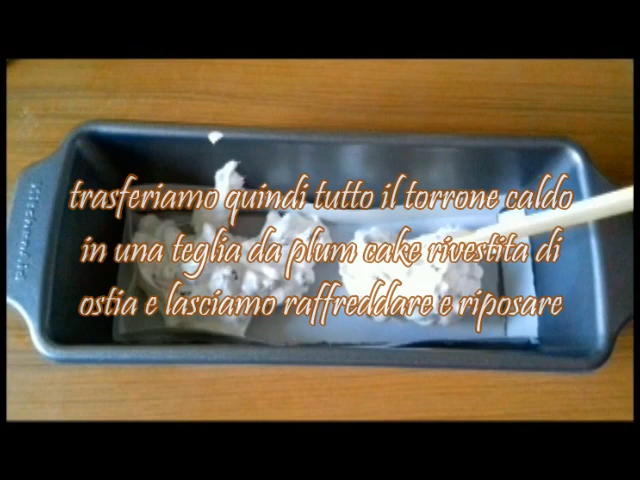 trasferiamo quindi tutto il torrone caldo
in una teglia da plum cake rivestita di
ostia e lasciamo raffreddare e riposare